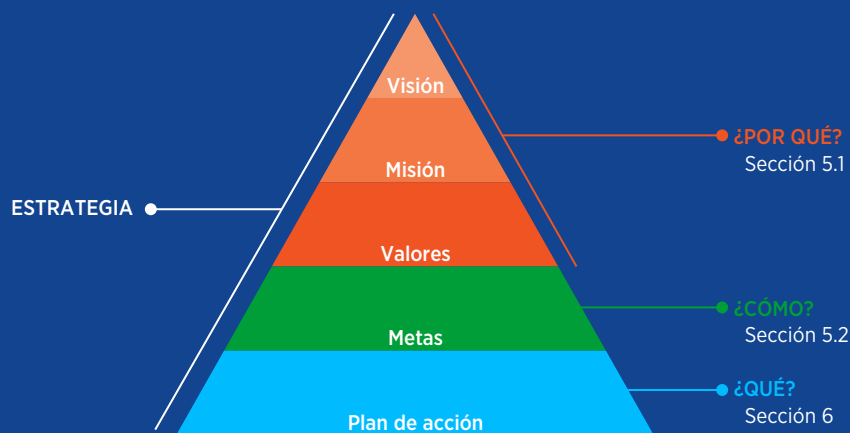 Visión
¿POR QUÉ?
Sección 5.1
Misión
ESTRATEGIA
Valores
¿CÓMO?
Sección 5.2
Metas
¿QUÉ?
Sección 6
Plan de acción